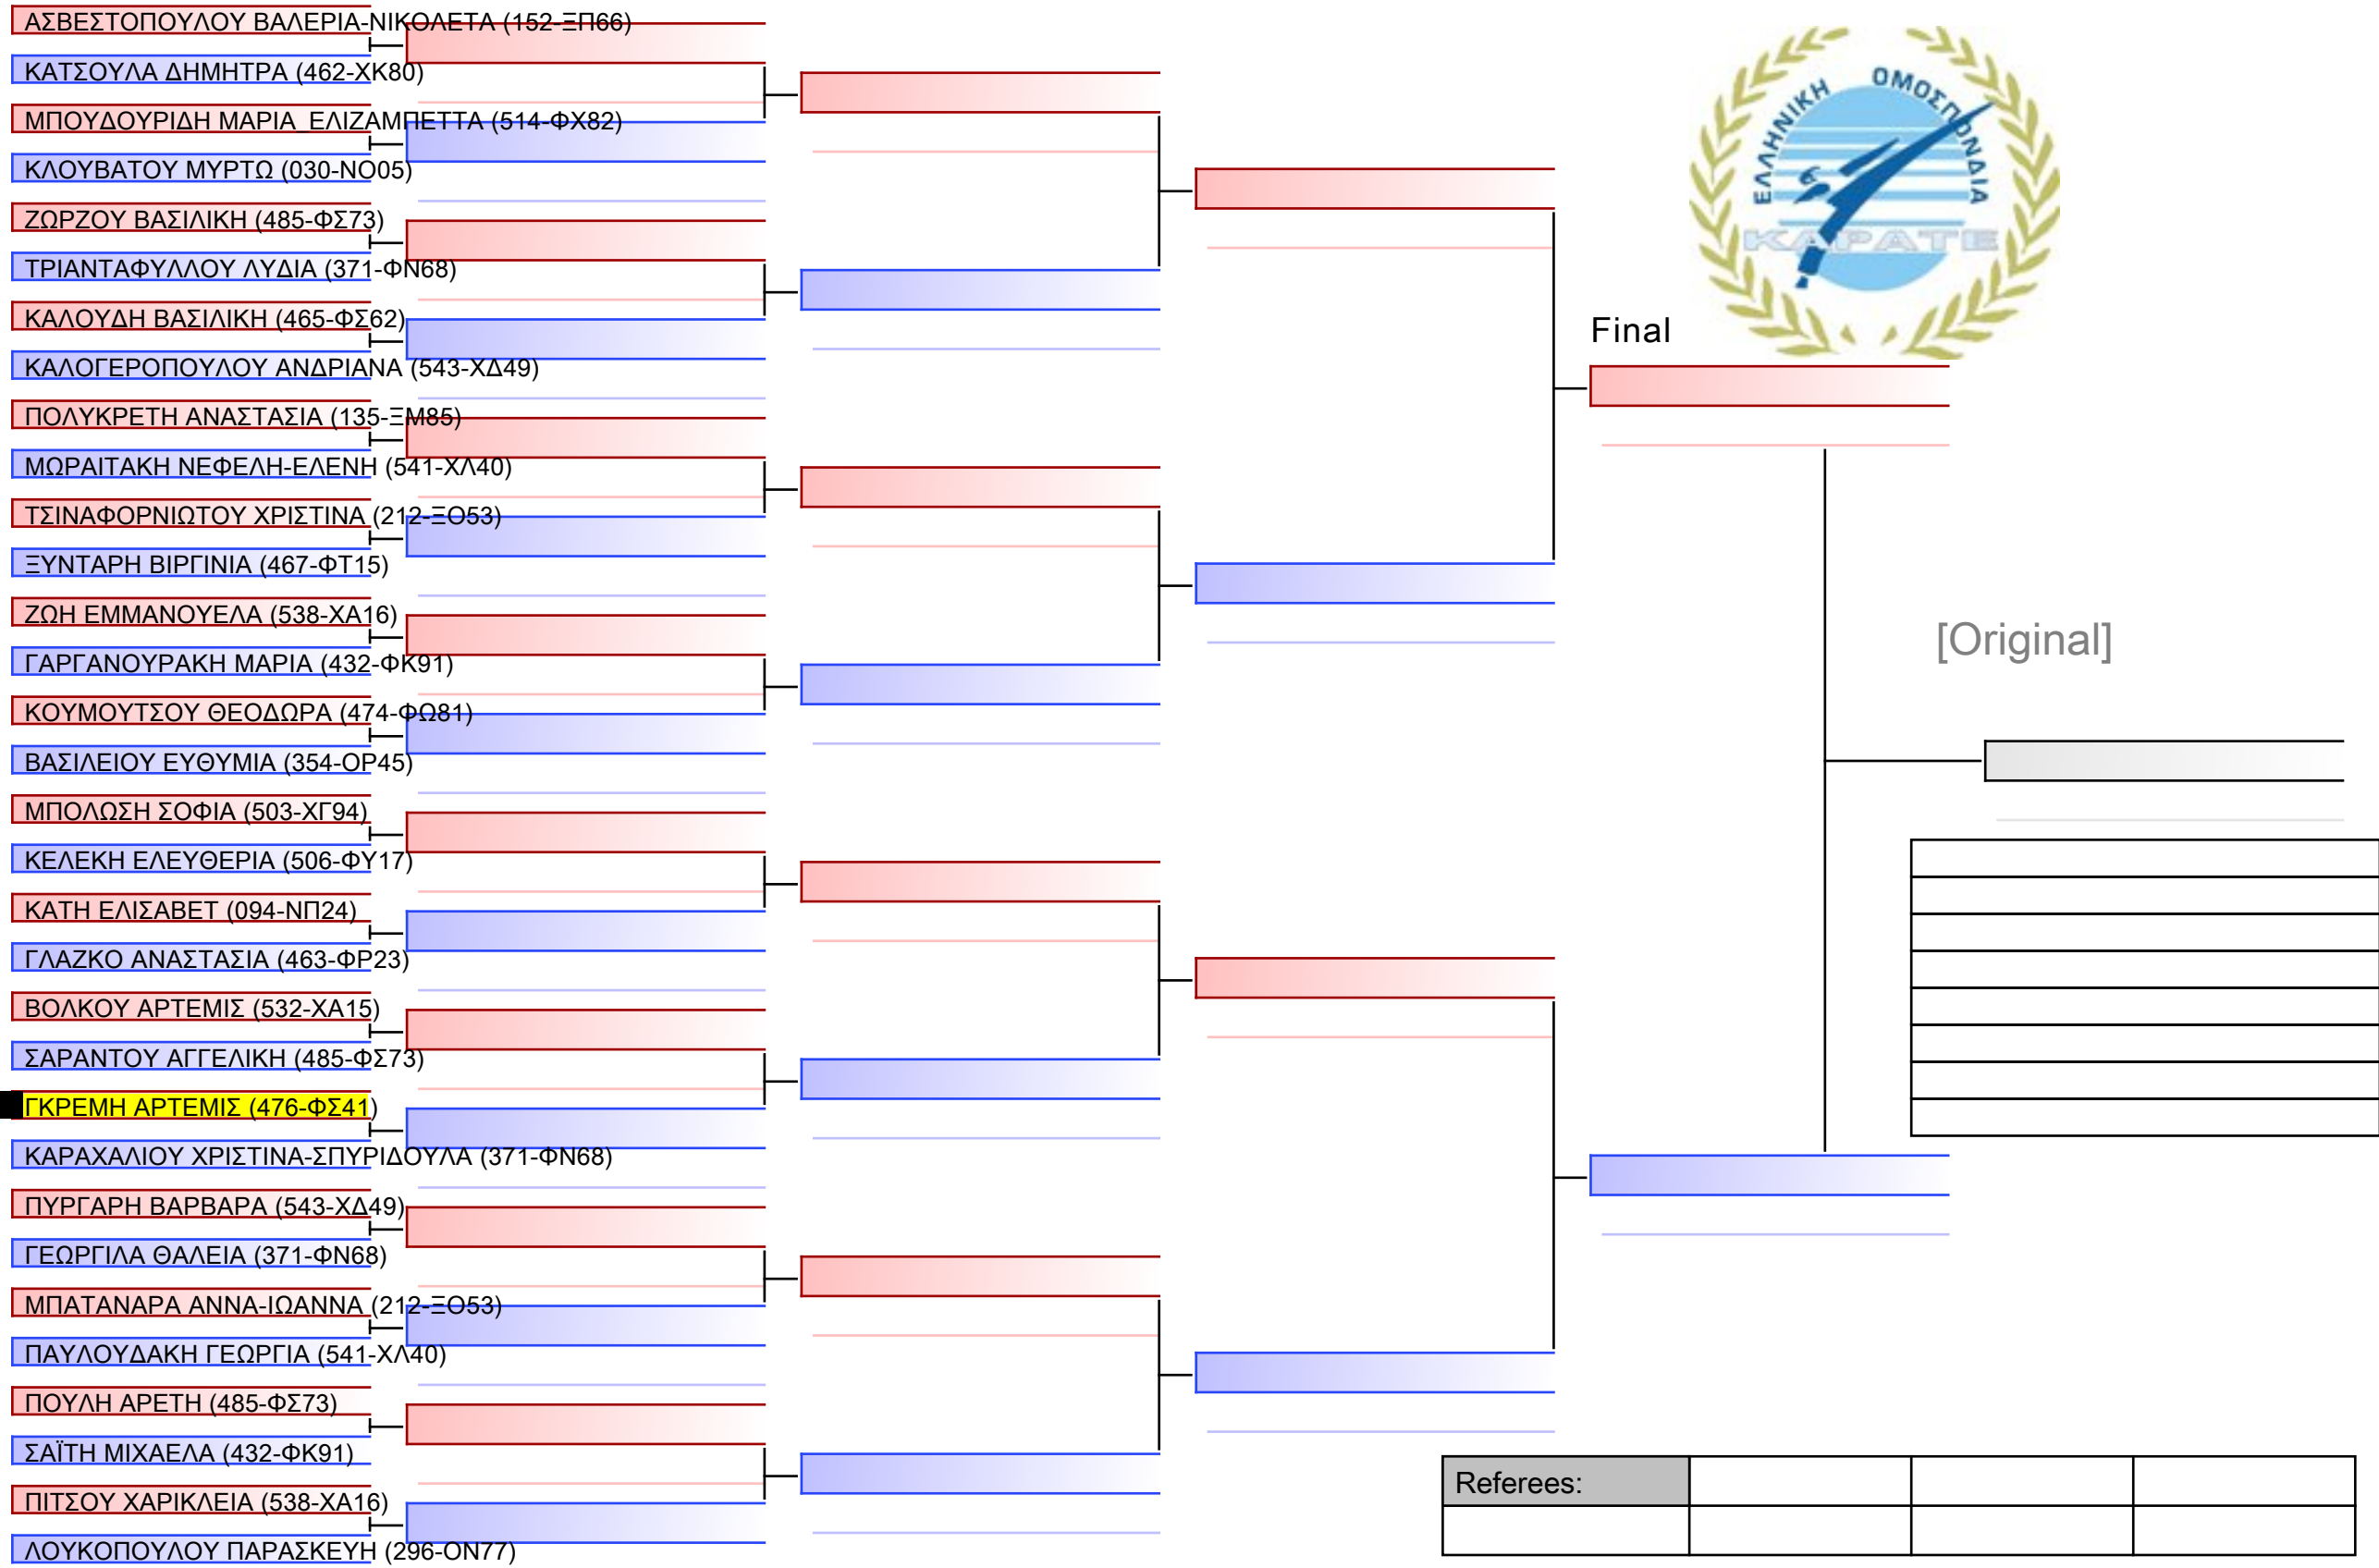 ΑΣΒΕΣΤΟΠΟΥΛΟΥ ΒΑΛΕΡΙΑ-ΝΙΚΟΛΕΤΑ (152-ΞΠ66)
ΚΑΤΣΟΥΛΑ ΔΗΜΗΤΡΑ (462-ΧΚ80)
ΜΠΟΥΔΟΥΡΙΔΗ ΜΑΡΙΑ ΕΛΙΖΑΜΠΕΤΤΑ (514-ΦΧ82)
ΚΛΟΥΒΑΤΟΥ ΜΥΡΤΩ (030-ΝΟ05)
ΖΩΡΖΟΥ ΒΑΣΙΛΙΚΗ (485-ΦΣ73)
ΤΡΙΑΝΤΑΦΥΛΛΟΥ ΛΥΔΙΑ (371-ΦΝ68)
ΚΑΛΟΥΔΗ ΒΑΣΙΛΙΚΗ (465-ΦΣ62)
ΚΑΛΟΓΕΡΟΠΟΥΛΟΥ ΑΝΔΡΙΑΝΑ (543-ΧΔ49)
ΠΟΛΥΚΡΕΤΗ ΑΝΑΣΤΑΣΙΑ (135-ΞΜ85)
ΜΩΡΑΙΤΑΚΗ ΝΕΦΕΛΗ-ΕΛΕΝΗ (541-ΧΛ40)
ΤΣΙΝΑΦΟΡΝΙΩΤΟΥ ΧΡΙΣΤΙΝΑ (212-ΞΟ53)
ΞΥΝΤΑΡΗ ΒΙΡΓΙΝΙΑ (467-ΦΤ15)
ΖΩΗ ΕΜΜΑΝΟΥΕΛΑ (538-ΧΑ16)
ΓΑΡΓΑΝΟΥΡΑΚΗ ΜΑΡΙΑ (432-ΦΚ91)
ΚΟΥΜΟΥΤΣΟΥ ΘΕΟΔΩΡΑ (474-ΦΩ81)
ΒΑΣΙΛΕΙΟΥ ΕΥΘΥΜΙΑ (354-ΟΡ45)
ΜΠΟΛΩΣΗ ΣΟΦΙΑ (503-ΧΓ94)
ΚΕΛΕΚΗ ΕΛΕΥΘΕΡΙΑ (506-ΦΥ17)
ΚΑΤΗ ΕΛΙΣΑΒΕΤ (094-ΝΠ24)
ΓΛΑΖΚΟ ΑΝΑΣΤΑΣΙΑ (463-ΦΡ23)
ΒΟΛΚΟΥ ΑΡΤΕΜΙΣ (532-ΧΑ15)
ΣΑΡΑΝΤΟΥ ΑΓΓΕΛΙΚΗ (485-ΦΣ73)
ΓΚΡΕΜΗ ΑΡΤΕΜΙΣ (476-ΦΣ41)
ΚΑΡΑΧΑΛΙΟΥ ΧΡΙΣΤΙΝΑ-ΣΠΥΡΙΔΟΥΛΑ (371-ΦΝ68)
ΠΥΡΓΑΡΗ ΒΑΡΒΑΡΑ (543-ΧΔ49)
ΓΕΩΡΓΙΛΑ ΘΑΛΕΙΑ (371-ΦΝ68)
ΜΠΑΤΑΝΑΡΑ ΑΝΝΑ-ΙΩΑΝΝΑ (212-ΞΟ53)
ΠΑΥΛΟΥΔΑΚΗ ΓΕΩΡΓΙΑ (541-ΧΛ40)
ΠΟΥΛΗ ΑΡΕΤΗ (485-ΦΣ73)
ΣΑΪΤΗ ΜΙΧΑΕΛΑ (432-ΦΚ91)
ΠΙΤΣΟΥ ΧΑΡΙΚΛΕΙΑ (538-ΧΑ16)
ΛΟΥΚΟΠΟΥΛΟΥ ΠΑΡΑΣΚΕΥΗ (296-ΟΝ77)
ΕΛΛΗΝΙΚΗ ΟΜΟΣΠΟΝΔΙΑ
ΚΑΡΑΤΕ
Final
[Original]
Referees: